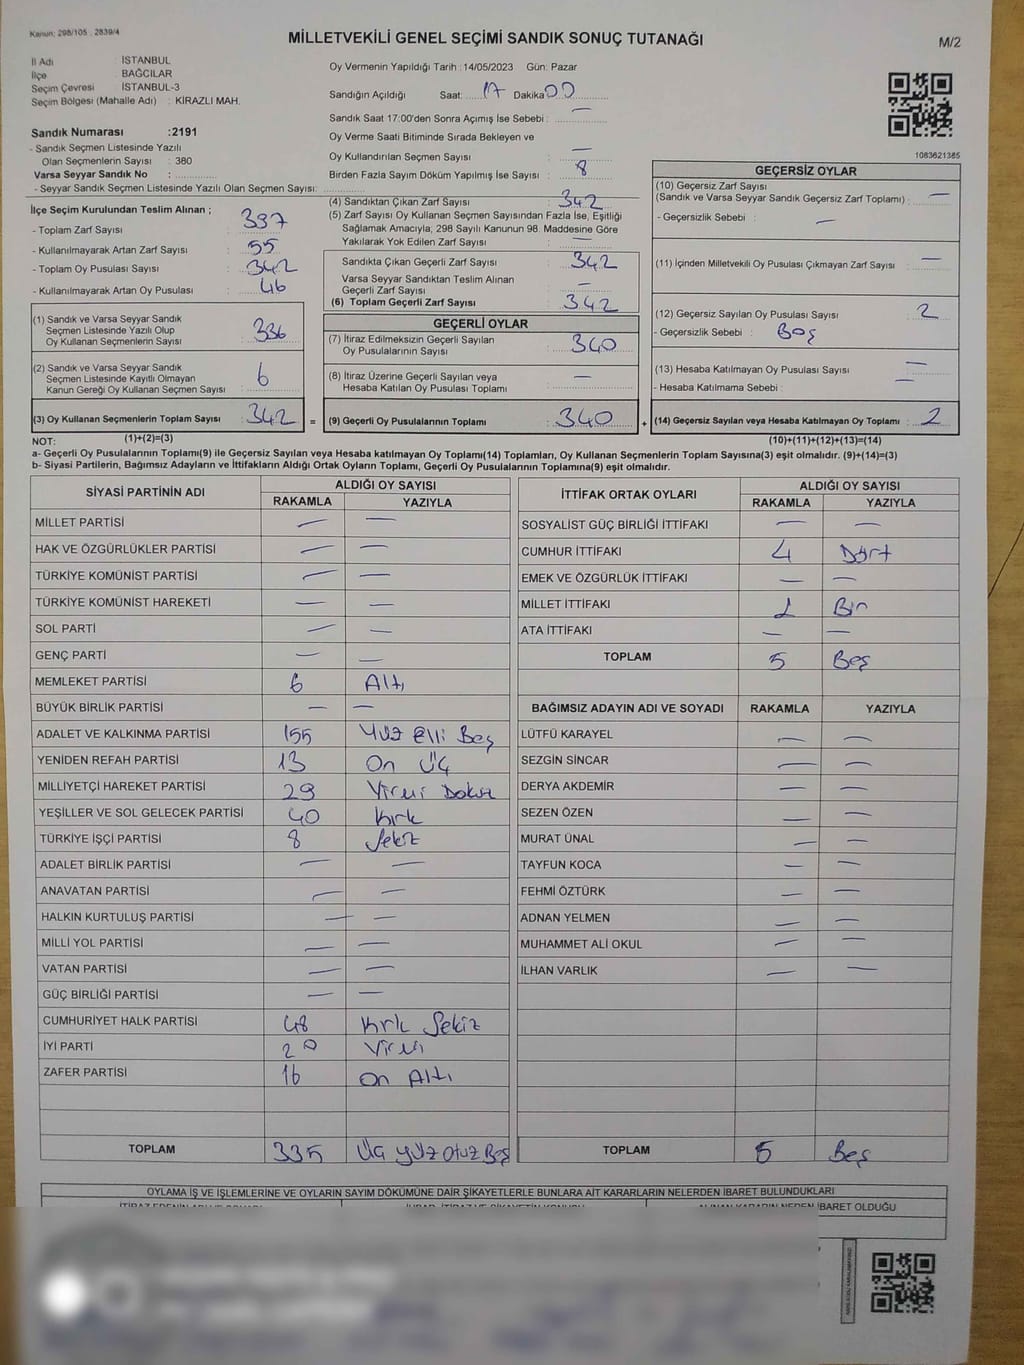 Kanun: 298/105 . 2839/4
MİLLETVEKİLİ GENEL SEÇİMİ SANDIK SONUÇ TUTANAĞI
M/2
İl Adı : İSTANBUL
İlçe : BAĞCILAR
Seçim Çevresi : İSTANBUL-3
Seçim Bölgesi (Mahalle Adı) : KİRAZLI MAH.
Sandık Numarası :2191
- Sandık Seçmen Listesinde Yazılı
Olan Seçmenlerin Sayısı : 380
Varsa Seyyar Sandık No :
- Seyyar Sandık Seçmen Listesinde Yazılı Olan Seçmen Sayısı:
Oy Vermenin Yapıldığı Tarih :14/05/2023 Gün: Pazar
Sandığın Açıldığı Saat: 17 Dakika 00
Sandık Saat 17:00'den Sonra Açımış İse Sebebi : —
Oy Verme Saati Bitiminde Sırada Bekleyen ve
Oy Kullandırılan Seçmen Sayısı : —
Birden Fazla Sayım Döküm Yapılmış İse Sayısı : 8
1083621385
İlçe Seçim Kurulundan Teslim Alınan ;
- Toplam Zarf Sayısı : 397
- Kullanılmayarak Artan Zarf Sayısı : 55
- Toplam Oy Pusulası Sayısı : 342
- Kullanılmayarak Artan Oy Pusulası : 46
(1) Sandık ve Varsa Seyyar Sandık
Seçmen Listesinde Yazılı Olup
Oy Kullanan Seçmenlerin Sayısı : 336
(2) Sandık ve Varsa Seyyar Sandık
Seçmen Listesinde Kayıtlı Olmayan
Kanun Gereği Oy Kullanan Seçmen Sayısı : 6
(3) Oy Kullanan Seçmenlerin Toplam Sayısı : 342 =
(1)+(2)=(3)
(4) Sandıktan Çıkan Zarf Sayısı : 342
(5) Zarf Sayısı Oy Kullanan Seçmen Sayısından Fazla İse, Eşitliği
Sağlamak Amacıyla; 298 Sayılı Kanunun 98. Maddesine Göre
Yakılarak Yok Edilen Zarf Sayısı : —
Sandıkta Çıkan Geçerli Zarf Sayısı : 342
Varsa Seyyar Sandıktan Teslim Alınan
Geçerli Zarf Sayısı : —
(6) Toplam Geçerli Zarf Sayısı : 342
GEÇERLİ OYLAR
(7) İtiraz Edilmeksizin Geçerli Sayılan
Oy Pusulalarının Sayısı : 340
(8) İtiraz Üzerine Geçerli Sayılan veya
Hesaba Katılan Oy Pusulası Toplamı : —
(9) Geçerli Oy Pusulalarının Toplamı : 340 +
GEÇERSİZ OYLAR
(10) Geçersiz Zarf Sayısı
(Sandık ve Varsa Seyyar Sandık Geçersiz Zarf Toplamı) : —
- Geçersizlik Sebebi : —
(11) İçinden Milletvekili Oy Pusulası Çıkmayan Zarf Sayısı : —
(12) Geçersiz Sayılan Oy Pusulası Sayısı : 2
- Geçersizlik Sebebi : Boş
(13) Hesaba Katılmayan Oy Pusulası Sayısı : —
- Hesaba Katılmama Sebebi : —
(14) Geçersiz Sayılan veya Hesaba Katılmayan Oy Toplamı : 2
(10)+(11)+(12)+(13)=(14)
NOT:
a- Geçerli Oy Pusulalarının Toplamı(9) ile Geçersiz Sayılan veya Hesaba katılmayan Oy Toplamı(14) Toplamları, Oy Kullanan Seçmenlerin Toplam Sayısına(3) eşit olmalıdır. (9)+(14)=(3)
b- Siyasi Partilerin, Bağımsız Adayların ve İttifakların Aldığı Ortak Oyların Toplamı, Geçerli Oy Pusulalarının Toplamına(9) eşit olmalıdır.
SİYASİ PARTİNİN ADI ALDIĞI OY SAYISI
RAKAMLA YAZIYLA
MİLLET PARTİSİ — —
HAK VE ÖZGÜRLÜKLER PARTİSİ — —
TÜRKİYE KOMÜNİST PARTİSİ — —
TÜRKİYE KOMÜNİST HAREKETİ — —
SOL PARTİ — —
GENÇ PARTİ — —
MEMLEKET PARTİSİ 6 Altı
BÜYÜK BİRLİK PARTİSİ — —
ADALET VE KALKINMA PARTİSİ 155 Yüz Elli Beş
YENİDEN REFAH PARTİSİ 13 On Üç
MİLLİYETÇİ HAREKET PARTİSİ 29 Yirmi Dokuz
YEŞİLLER VE SOL GELECEK PARTİSİ 40 Kırk
TÜRKİYE İŞÇİ PARTİSİ 8 Sekiz
ADALET BİRLİK PARTİSİ — —
ANAVATAN PARTİSİ — —
HALKIN KURTULUŞ PARTİSİ — —
MİLLİ YOL PARTİSİ — —
VATAN PARTİSİ — —
GÜÇ BİRLİĞİ PARTİSİ — —
CUMHURİYET HALK PARTİSİ 48 Kırk Sekiz
İYİ PARTİ 20 Yirmi
ZAFER PARTİSİ 16 On Altı
TOPLAM 335 Üç yüz Otuz Beş
İTTİFAK ORTAK OYLARI ALDIĞI OY SAYISI
RAKAMLA YAZIYLA
SOSYALİST GÜÇ BİRLİĞİ İTTİFAKI — —
CUMHUR İTTİFAKI 4 Dört
EMEK VE ÖZGÜRLÜK İTTİFAKI — —
MİLLET İTTİFAKI 1 Bir
ATA İTTİFAKI — —
TOPLAM 5 Beş
BAĞIMSIZ ADAYIN ADI VE SOYADI RAKAMLA YAZIYLA
LÜTFÜ KARAYEL — —
SEZGİN SİNCAR — —
DERYA AKDEMİR — —
SEZEN ÖZEN — —
MURAT ÜNAL — —
TAYFUN KOCA — —
FEHMİ ÖZTÜRK — —
ADNAN YELMEN — —
MUHAMMET ALİ OKUL — —
İLHAN VARLIK — —
TOPLAM 5 Beş
OYLAMA İŞ VE İŞLEMLERİNE VE OYLARIN SAYIM DÖKÜMÜNE DAİR ŞİKAYETLERLE BUNLARA AİT KARARLARIN NELERDEN İBARET BULUNDUKLARI
İBARET OLDUĞU